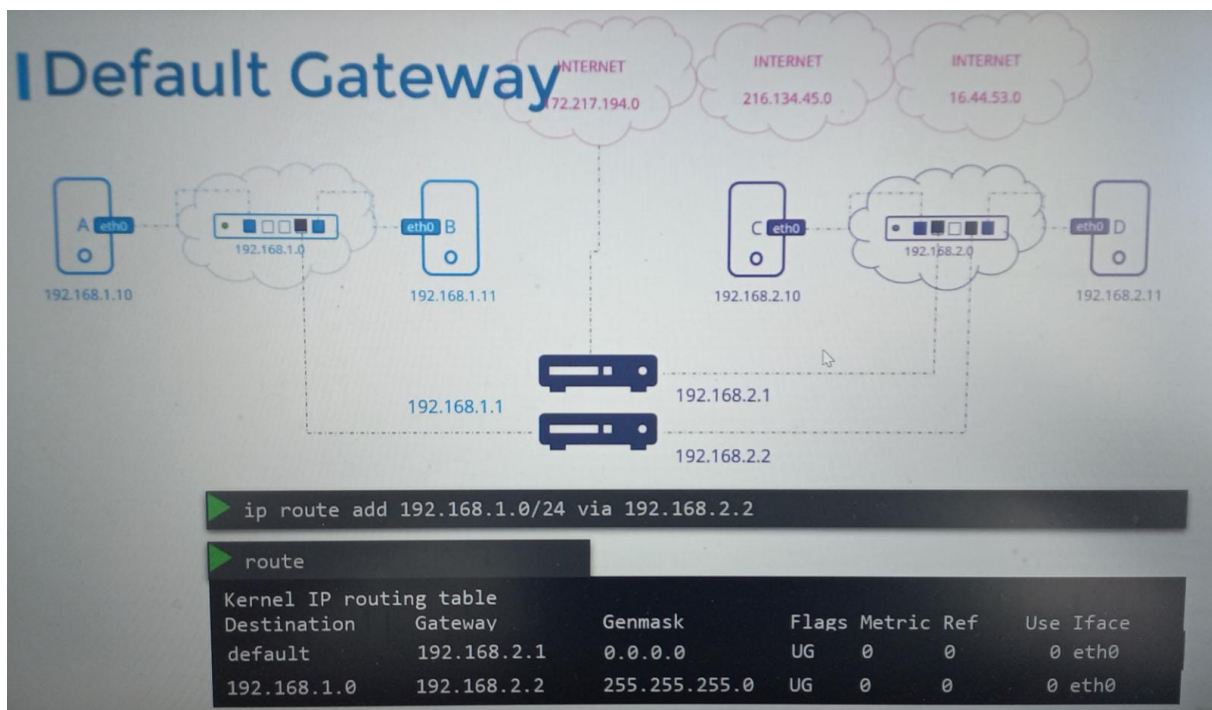 Default Gateway
INTERNET
72.217.194.0
INTERNET
216.134.45.0
INTERNET
16.44.53.0
A eth0
192.168.1.10
192.168.1.0
eth0 B
192.168.1.11
C eth0
192.168.2.10
192.168.2.0
eth0 D
192.168.2.11
192.168.1.1
192.168.2.1
192.168.2.2
ip route add 192.168.1.0/24 via 192.168.2.2
route
Kernel IP routing table
Destination Gateway Genmask Flags Metric Ref Use Iface
default 192.168.2.1 0.0.0.0 UG 0 0 0 eth0
192.168.1.0 192.168.2.2 255.255.255.0 UG 0 0 0 eth0